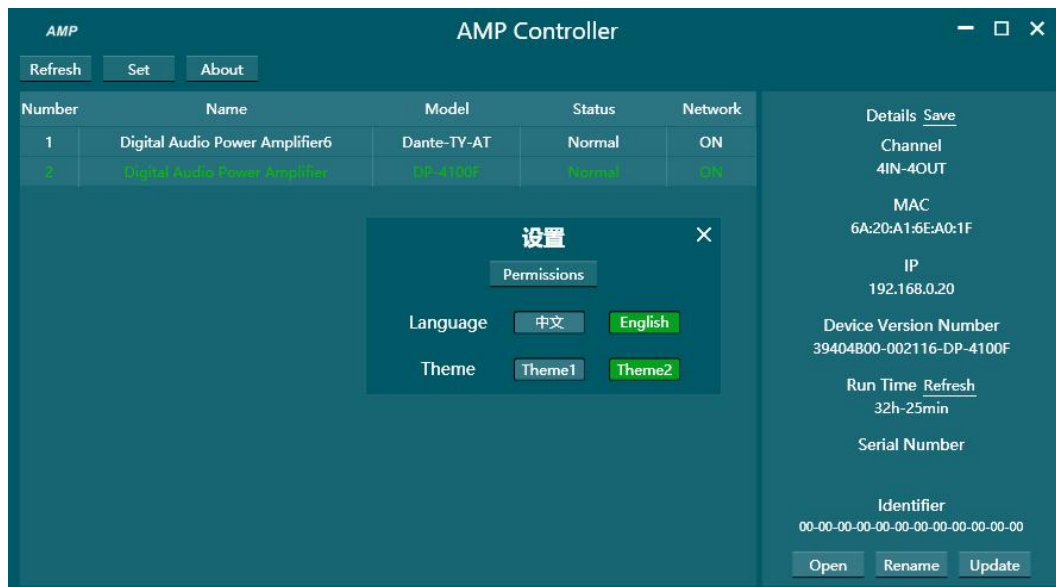 AMP
AMP Controller
Refresh Set About
Number Name Model Status Network
1 Digital Audio Power Amplifier6 Dante-TY-AT Normal ON
2 Digital Audio Power Amplifier DP-4100F Normal ON
设置
Permissions
Language 中文 English
Theme Theme1 Theme2
Details Save
Channel
4IN-4OUT
MAC
6A:20:A1:6E:A0:1F
IP
192.168.0.20
Device Version Number
39404B00-002116-DP-4100F
Run Time Refresh
32h-25min
Serial Number
Identifier
00-00-00-00-00-00-00-00-00-00-00-00
Open Rename Update